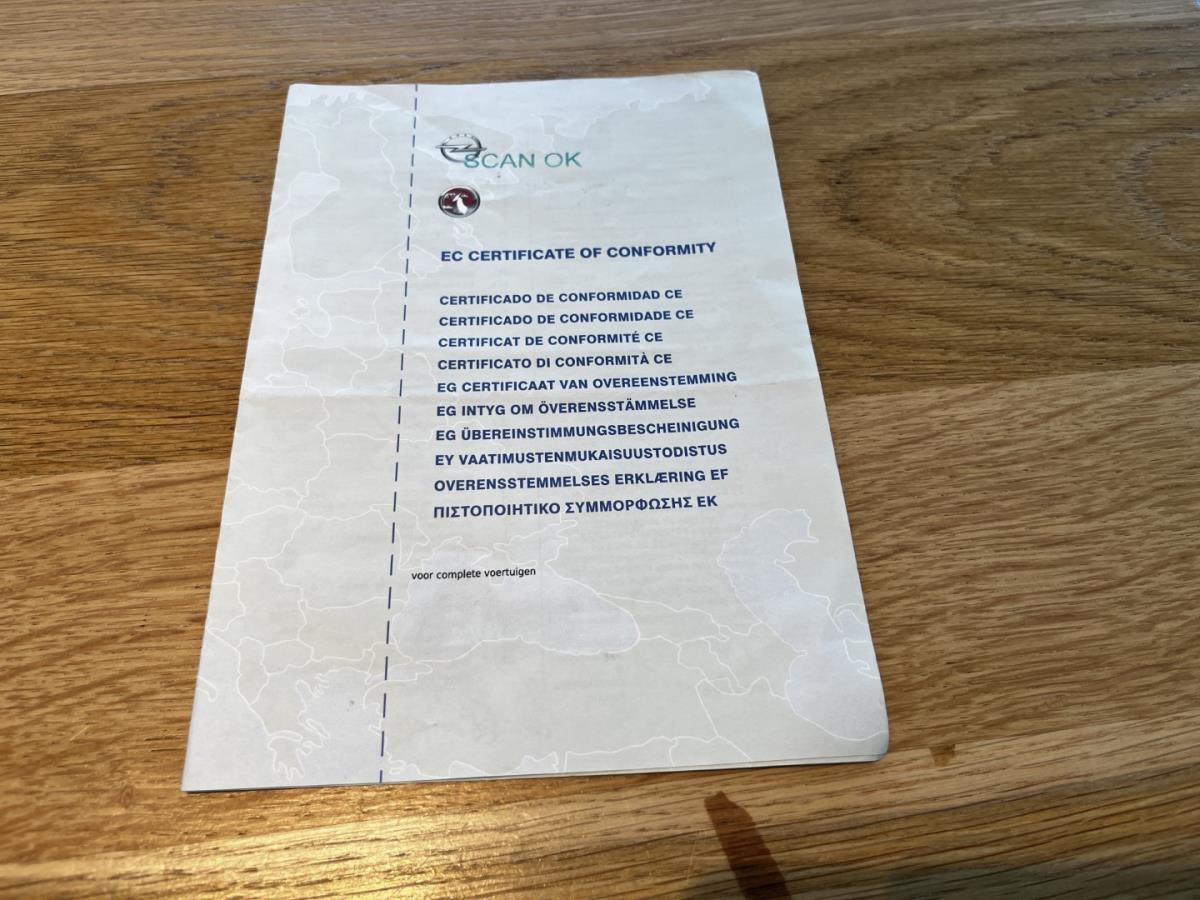 SCAN OK
EC CERTIFICATE OF CONFORMITY
CERTIFICADO DE CONFORMIDAD CE
CERTIFICADO DE CONFORMIDADE CE
CERTIFICAT DE CONFORMITÉ CE
CERTIFICATO DI CONFORMITÀ CE
EG CERTIFICAAT VAN OVEREENSTEMMING
EG INTYG OM ÖVERENSSTÄMMELSE
EG ÜBEREINSTIMMUNGSBESCHEINIGUNG
EY VAATIMUSTENMUKAISUUSTODISTUS
OVERENSSTEMMELSES ERKLÆRING EF
ΠΙΣΤΟΠΟΙΗΤΙΚΟ ΣΥΜΜΟΡΦΩΣΗΣ ΕΚ
voor complete voertuigen